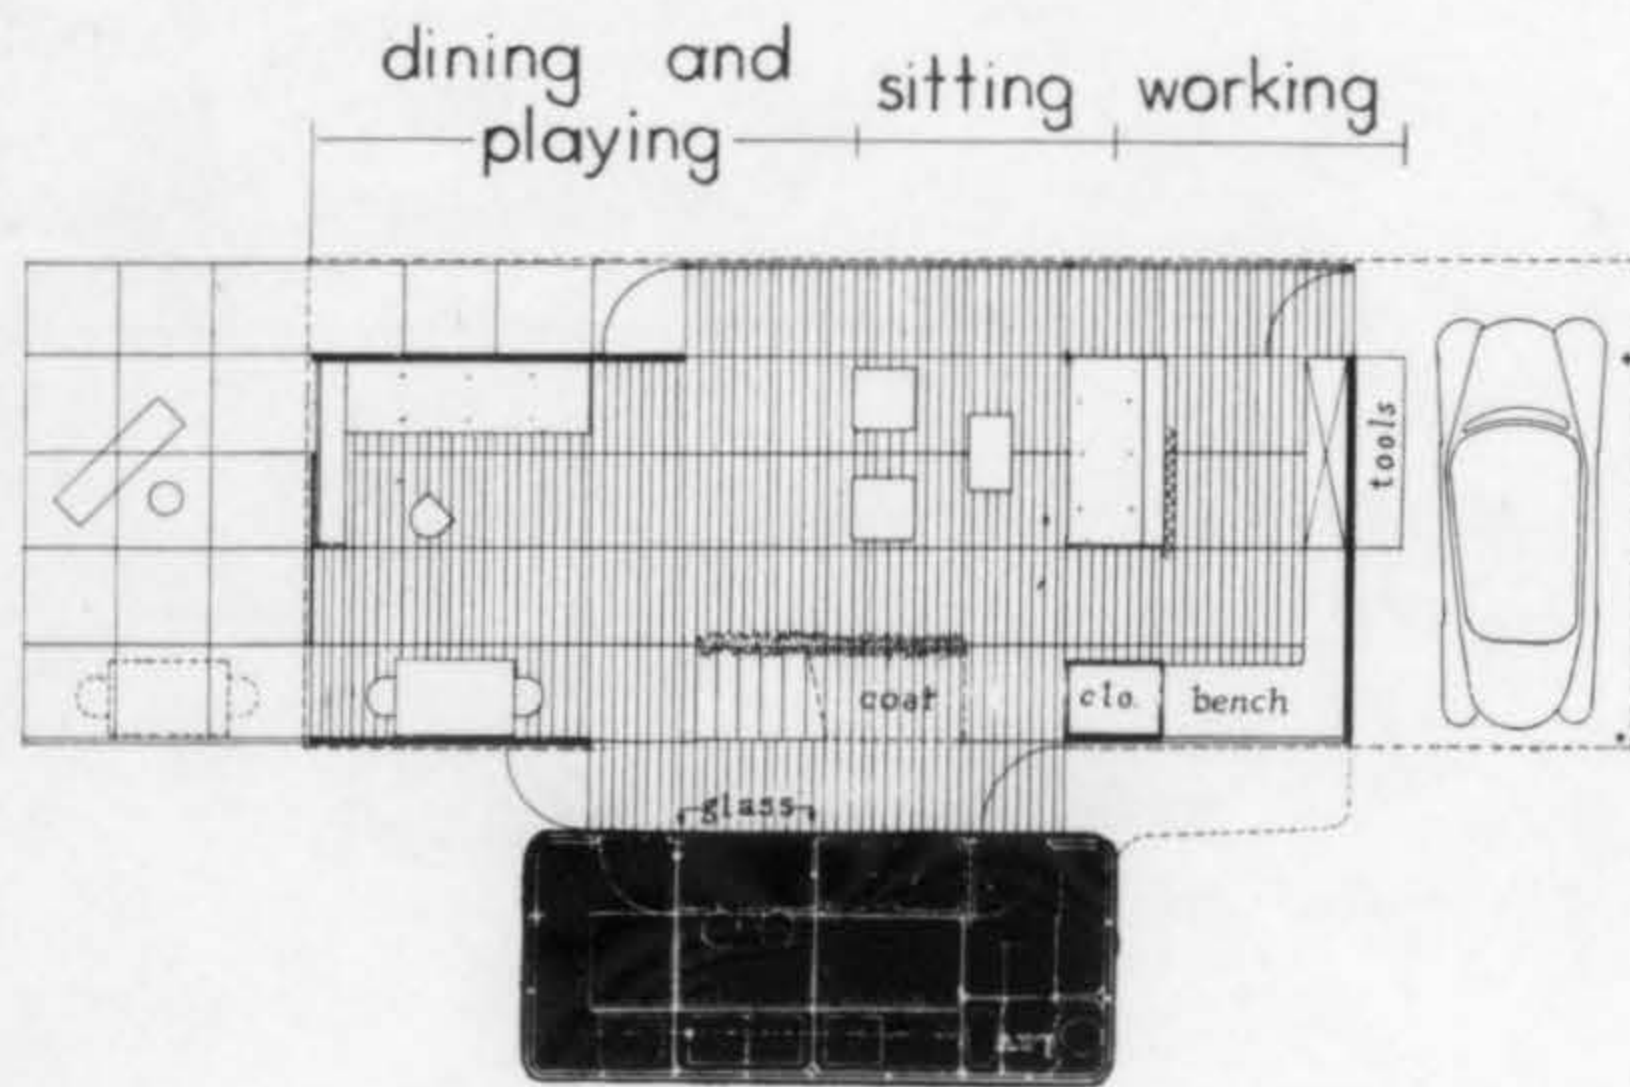 dining and
playing
sitting working
tools
coat
clo.
bench
glass